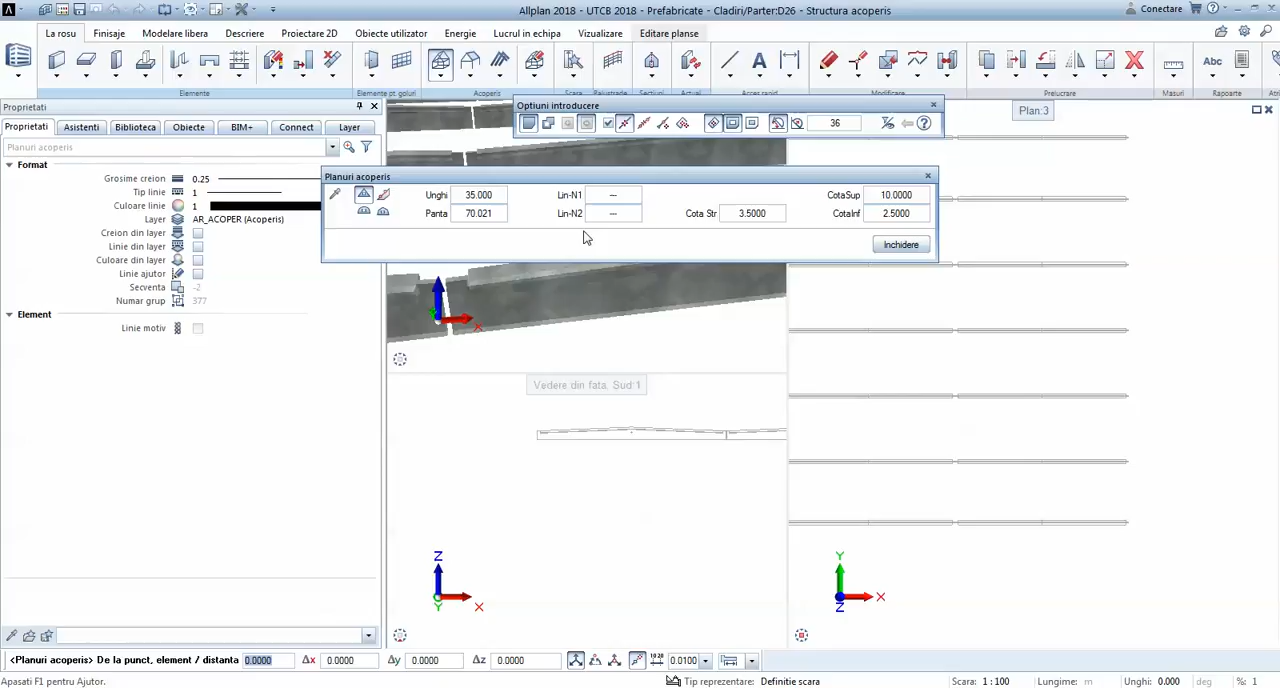 Allplan 2018 - UTCB 2018 - Prefabricate - Cladiri/Parter:D26 - Structura acoperis
Conectare
La rosu Finisaje Modelare libera Descriere Proiectare 2D Obiecte utilizator Energie Lucrul in echipa Vizualizare Editare planse
Abc
Elemente Elemente pt. goluri Acoperis Scara Palustrade Sectiuni Actual Acces rapid Modificare Prelucrare Masuri Rapoarte
Proprietati
Proprietati Asistenti Biblioteca Obiecte BIM+ Connect Layer
Planuri acoperis
Format
Grosime creion 0.25
Tip linie 1
Culoare linie 1
Layer AR_ACOPER (Acoperis)
Creion din layer
Linie din layer
Culoare din layer
Linie ajutor
Secventa -2
Numar grup 377
Element
Linie motiv
Optiuni introducere
36
Planuri acoperis
Unghi 35.000 Lin-N1 --- CotaSup 10.0000
Panta 70.021 Lin-N2 --- Cota Str 3.5000 CotaInf 2.5000
Inchidere
Plan:3
X
Vedere din fata, Sud:1
Z
Y
X
Y
Z
X
<Planuri acoperis> De la punct, element / distanta 0.0000 Δx 0.0000 Δy 0.0000 Δz 0.0000 0.0100
Apasati F1 pentru Ajutor. Tip reprezentare: Definitie scara Scara: 1 : 100 Lungime: m Unghi: 0.000 deg %: 1